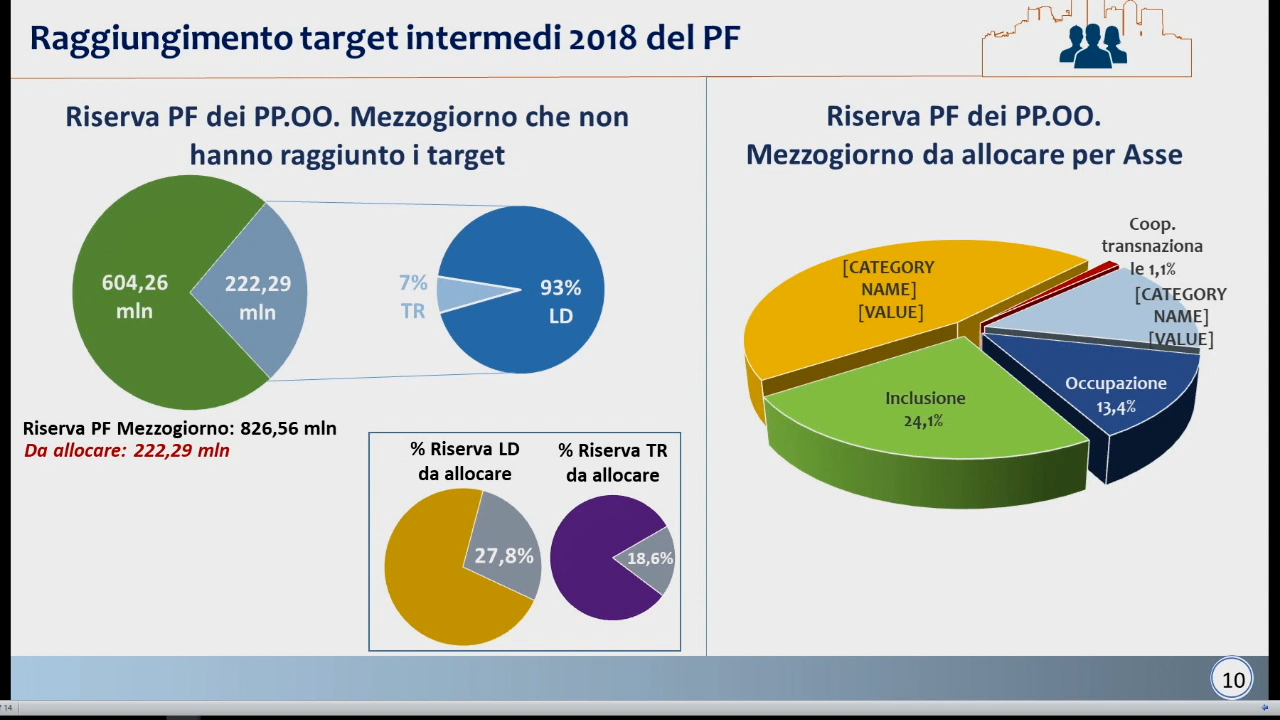 Raggiungimento target intermedi 2018 del PF
Riserva PF dei PP.OO. Mezzogiorno che non
hanno raggiunto i target
604,26
mln
222,29
mln
7%
TR
93%
LD
Riserva PF Mezzogiorno: 826,56 mln
Da allocare: 222,29 mln
% Riserva LD
da allocare
27,8%
% Riserva TR
da allocare
18,6%
Riserva PF dei PP.OO.
Mezzogiorno da allocare per Asse
Coop.
transnaziona
le 1,1%
[CATEGORY
NAME]
[VALUE]
[CATEGORY
NAME]
[VALUE]
Occupazione
13,4%
Inclusione
24,1%
10
14